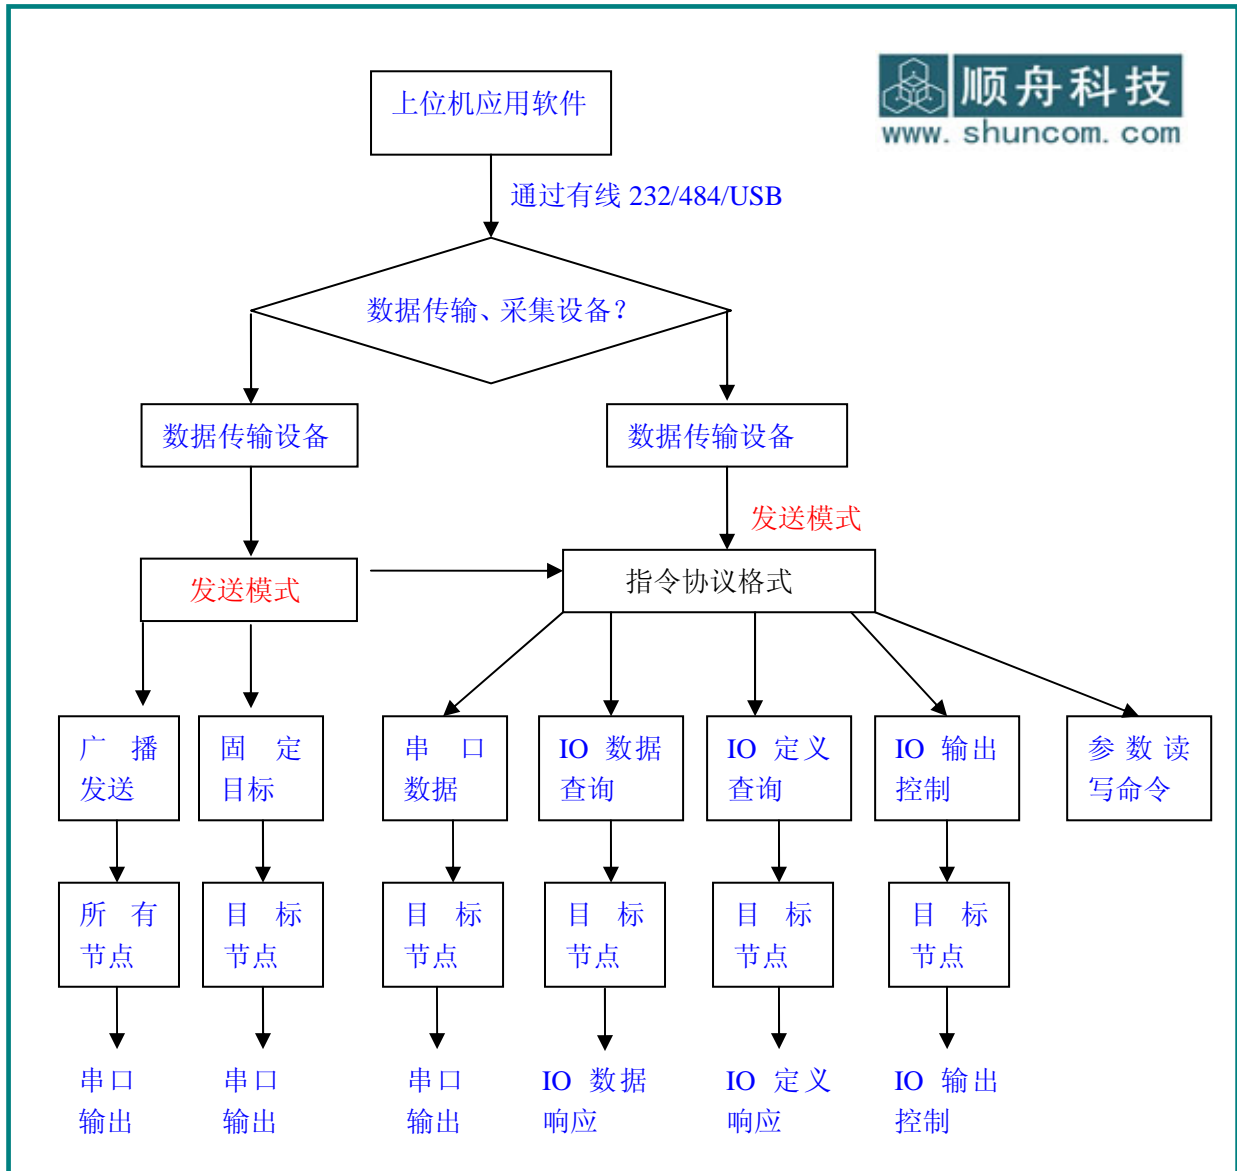 顺舟科技
www. shuncom. com
上位机应用软件
通过有线 232/484/USB
数据传输、采集设备？
数据传输设备
数据传输设备
发送模式
发送模式
指令协议格式
广 播
发送
固 定
目标
串 口
数据
IO 数据
查询
IO 定义
查询
IO 输出
控制
参 数 读
写命令
所 有
节点
目 标
节点
目 标
节点
目 标
节点
目 标
节点
目 标
节点
串口
输出
串口
输出
串口
输出
IO 数据
响应
IO 定义
响应
IO 输出
控制